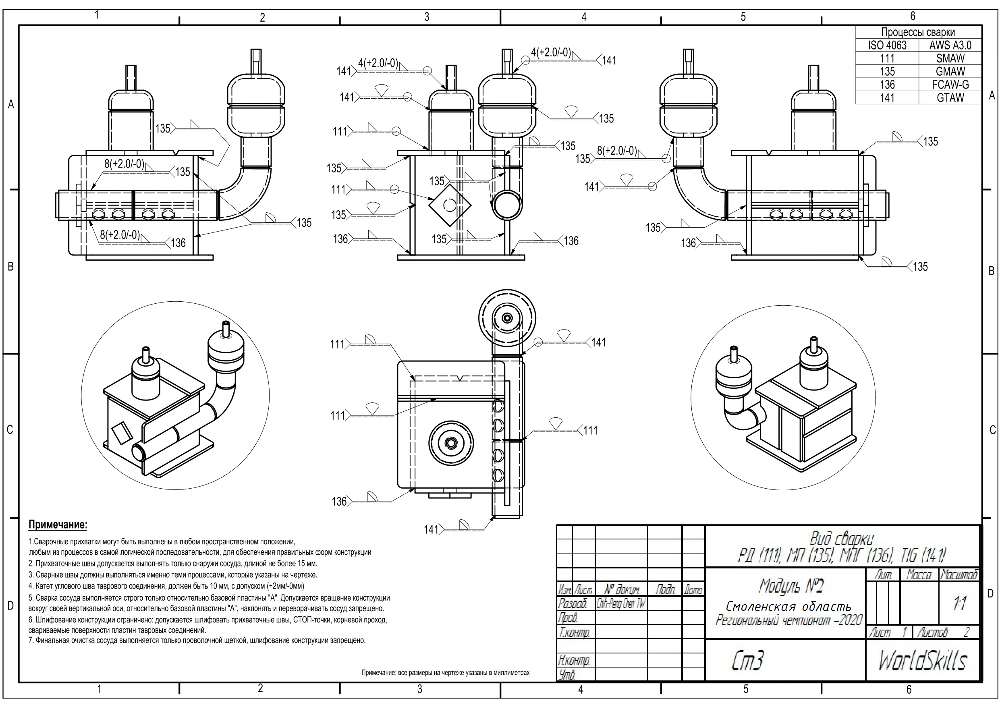 1 2 3 4 5 6
Процессы сварки
ISO 4063 AWS A3.0
111 SMAW
135 GMAW
136 FCAW-G
141 GTAW
A
A
B
B
C
C
D
D
135
8(+2.0/-0) 135
8(+2.0/-0) 136
135
141 4(+2.0/-0)
4(+2.0/-0) 141
141
135
111
135
135
135
111
135
135
136
135
136
135
135 8(+2.0/-0)
141
135
136
135
111
141
111
111
136
141
Примечание:
1.Сварочные прихватки могут быть выполнены в любом пространственном положении,
любым из процессов в самой логической последовательности, для обеспечения правильных форм конструкции
2. Прихваточные швы допускается выполнять только снаружи сосуда, длиной не более 15 мм.
3. Сварные швы должны выполняться именно теми процессами, которые указаны на чертеже.
4. Катет углового шва таврового соединения, должен быть 10 мм, с допуском (+2мм/-0мм)
5. Сварка сосуда выполняется строго только относительно базовой пластины "А". Допускается вращение конструкции
вокруг своей вертикальной оси, относительно базовой пластины "А", наклонять и переворачивать сосуд запрещено.
6. Шлифование конструкции ограничено: допускается шлифовать прихваточные швы, СТОП-точки, корневой проход,
свариваемые поверхности пластин тавровых соединений.
7. Финальная очистка сосуда выполняется только проволочной щеткой, шлифование конструкции запрещено.
Примечание: все размеры на чертеже указаны в миллиметрах
Вид сварки
РД (111), МП (135), МПГ (136), TIG (141)
Изм. Лист № докум. Подп. Дата
Разраб. Chih-Peng Chen TW
Пров.
Т.контр.
Н.контр.
Утв.
Модуль №2
Смоленская область
Региональный чемпионат -2020
Лит. Масса Масштаб
1:1
Лист 1 Листов 2
Ст3
WorldSkills
1 2 3 4 5 6